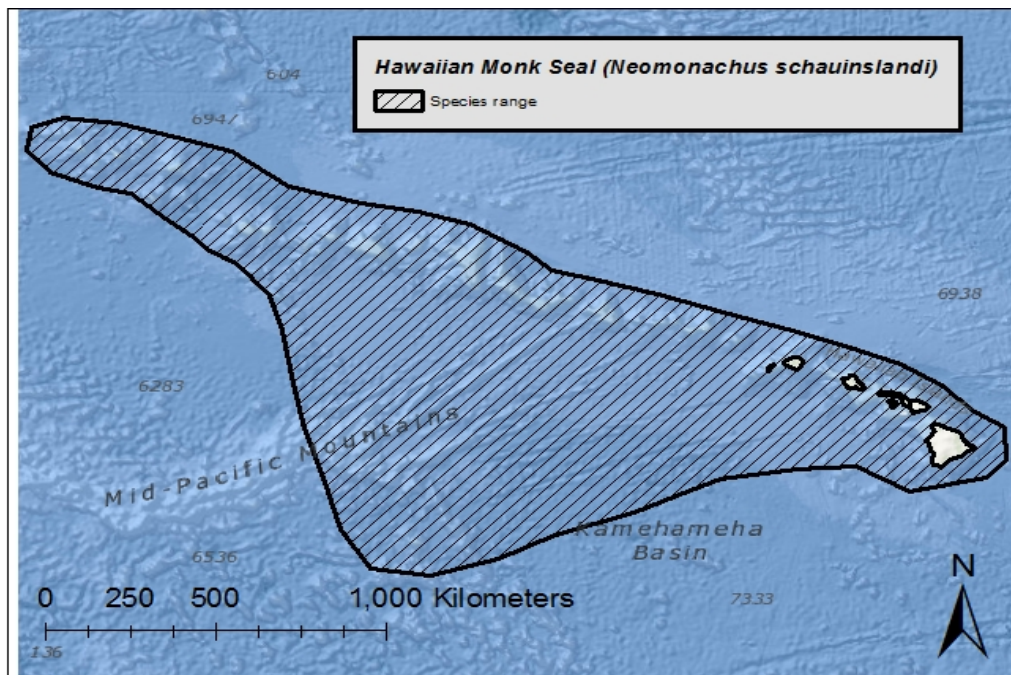 Hawaiian Monk Seal (Neomonachus schauinslandi)
Species range
604
6947
6938
Hawaiian
6283
Mid-Pacific Mountains
Kamehameha
Basin
6536
7333
N
0 250 500 1,000 Kilometers
136